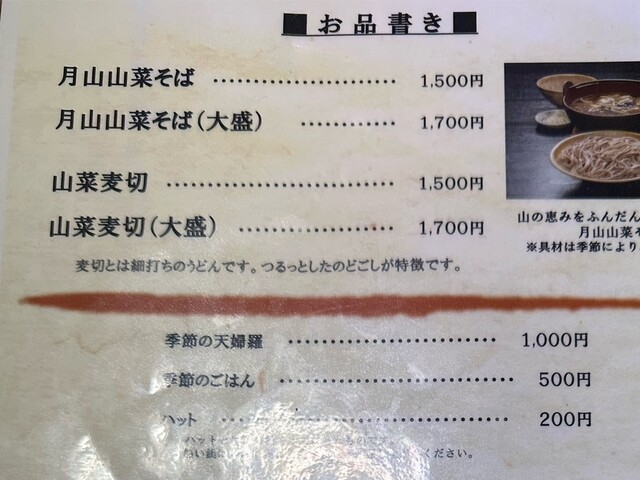 ■お品書き■
月山山菜そば ………………………… 1,500円
月山山菜そば(大盛) ……………… 1,700円
山菜麦切 ………………………………… 1,500円
山菜麦切(大盛) ……………………… 1,700円
麦切とは細打ちのうどんです。つるっとしたのどごしが特徴です。
山の恵みをふんだん
月山山菜そ
※具材は季節により
季節の天婦羅 ………………………… 1,000円
季節のごはん ………………………… 500円
ハット ………………………………… 200円
ハット
ください。